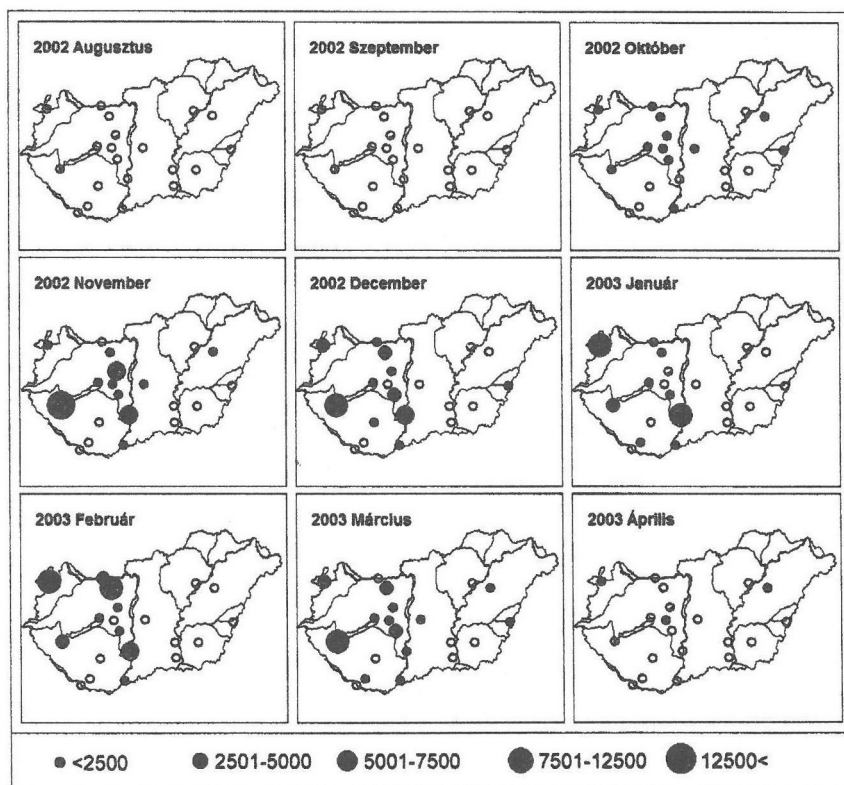 2002 Augusztus
2002 Szeptember
2002 Október
2002 November
2002 December
2003 Január
2003 Február
2003 Március
2003 Április
<2500
2501-5000
5001-7500
7501-12500
12500<